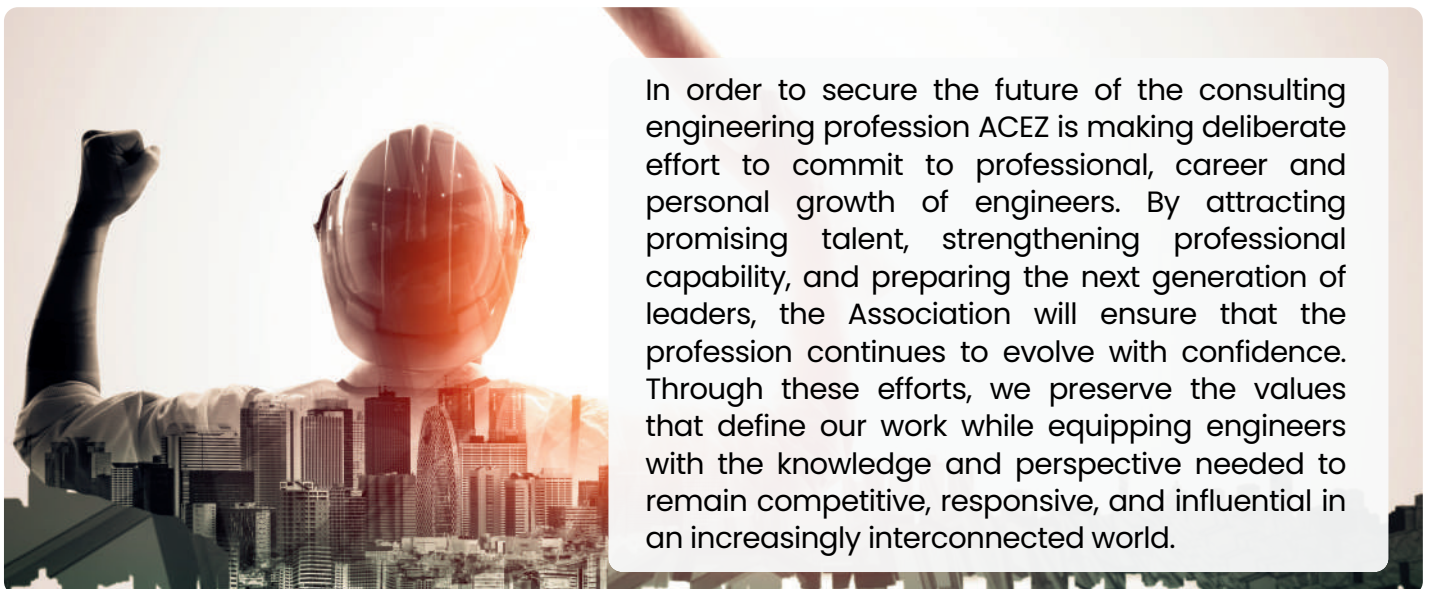 In order to secure the future of the consulting
engineering profession ACEZ is making deliberate
effort to commit to professional, career and
personal growth of engineers. By attracting
promising talent, strengthening professional
capability, and preparing the next generation of
leaders, the Association will ensure that the
profession continues to evolve with confidence.
Through these efforts, we preserve the values
that define our work while equipping engineers
with the knowledge and perspective needed to
remain competitive, responsive, and influential in
an increasingly interconnected world.